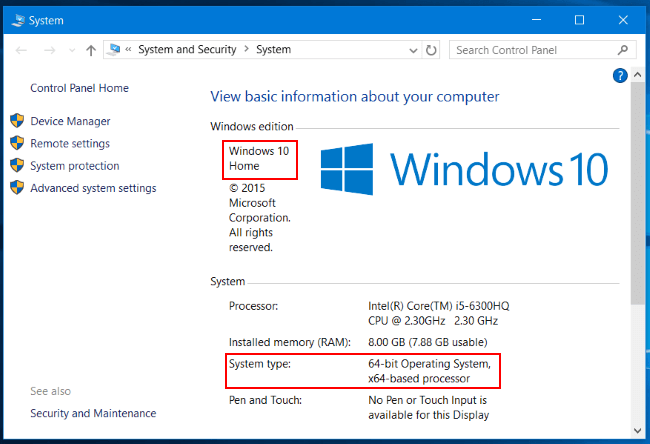 System
« System and Security > System
Search Control Panel
Control Panel Home
Device Manager
Remote settings
System protection
Advanced system settings
See also
Security and Maintenance
?
View basic information about your computer
Windows edition
Windows 10
Home
© 2015
Microsoft
Corporation.
All rights
reserved.
Windows 10
System
Processor: Intel(R) Core(TM) i5-6300HQ
CPU @ 2.30GHz 2.30 GHz
Installed memory (RAM): 8.00 GB (7.88 GB usable)
System type: 64-bit Operating System,
x64-based processor
Pen and Touch: No Pen or Touch Input is
available for this Display